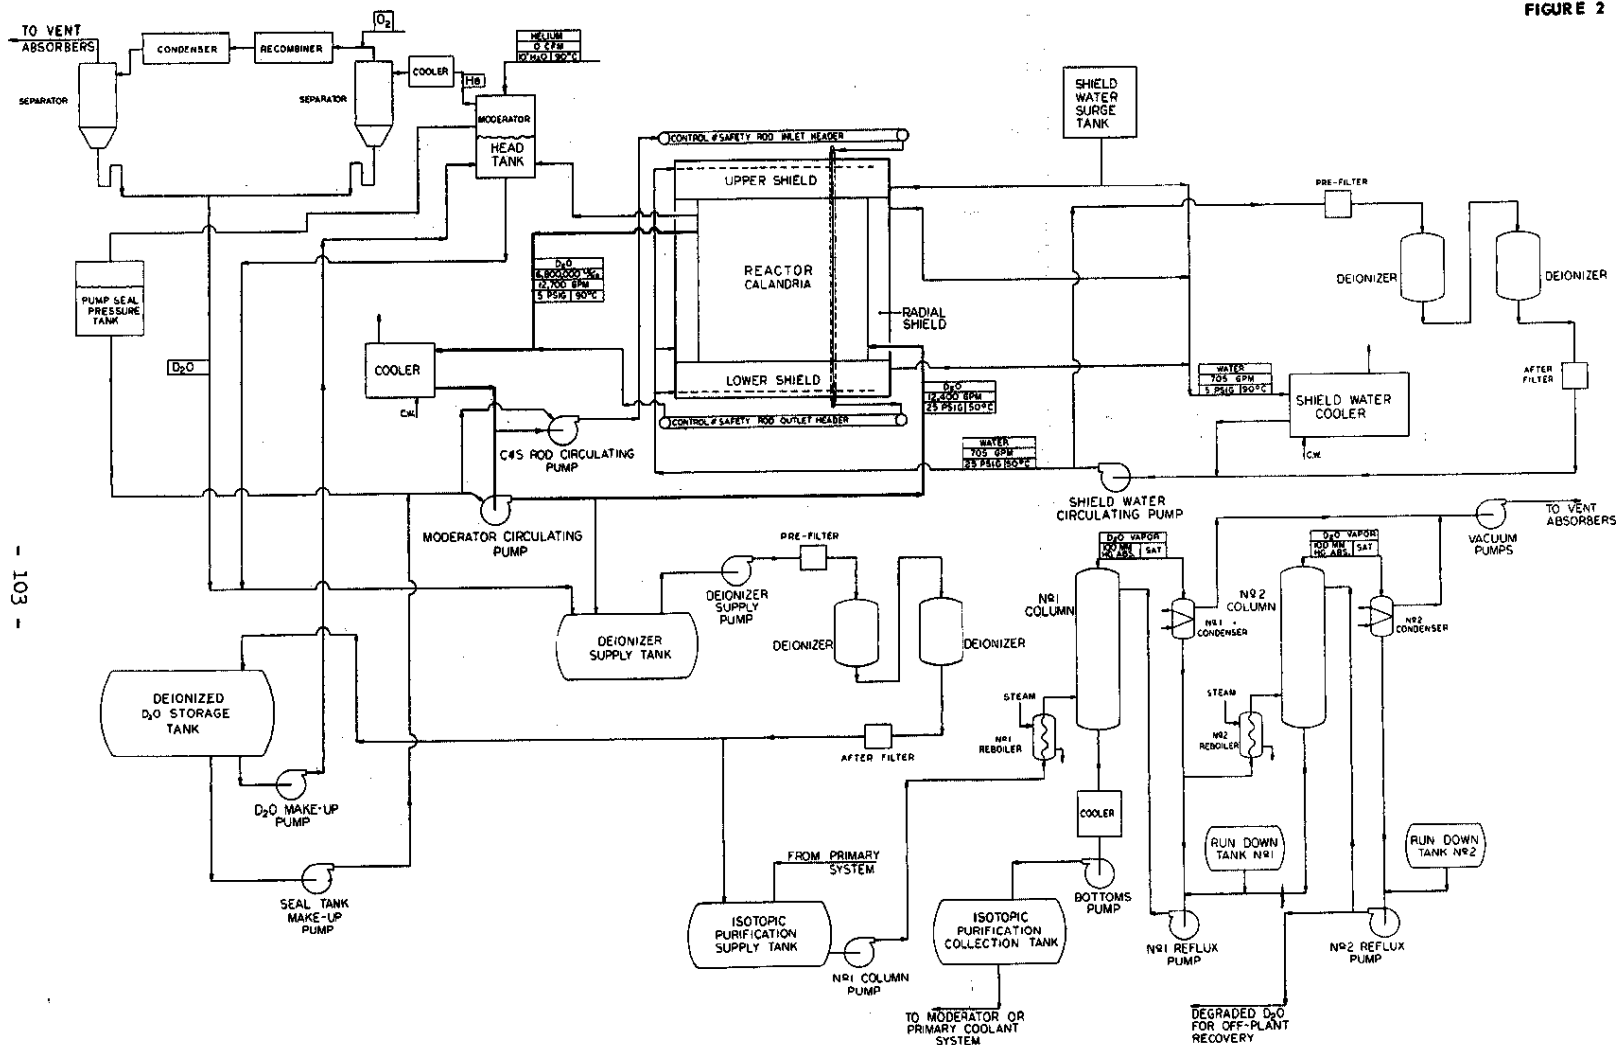 FIGURE 2
TO VENT
ABSORBERS
CONDENSER
RECOMBINER
O2
SEPARATOR
SEPARATOR
COOLER
He
HELIUM
0 CFM
10"H2O 90°C
MODERATOR
HEAD
TANK
CONTROL & SAFETY ROD INLET HEADER
SHIELD
WATER
SURGE
TANK
UPPER SHIELD
REACTOR
CALANDRIA
RADIAL
SHIELD
LOWER SHIELD
CONTROL & SAFETY ROD OUTLET HEADER
PRE-FILTER
DEIONIZER
DEIONIZER
AFTER
FILTER
PUMP SEAL
PRESSURE
TANK
D2O
D2O
12,700 GPM
5 PSIG 90°C
COOLER
C.W.
C&S ROD CIRCULATING
PUMP
D2O
12,400 GPM
25 PSIG 50°C
WATER
705 GPM
5 PSIG 90°C
SHIELD WATER
COOLER
C.W.
WATER
705 GPM
25 PSIG 50°C
SHIELD WATER
CIRCULATING PUMP
MODERATOR CIRCULATING
PUMP
TO VENT
ABSORBERS
VACUUM
PUMPS
PRE-FILTER
DEIONIZER
SUPPLY
PUMP
DEIONIZER
SUPPLY TANK
DEIONIZER
DEIONIZER
AFTER FILTER
D2O VAPOR
100 MM
HG ABS. SAT
No1
COLUMN
No1
CONDENSER
D2O VAPOR
100 MM
HG ABS. SAT
No2
COLUMN
No2
CONDENSER
STEAM
No1
REBOILER
STEAM
No2
REBOILER
- 103 -
DEIONIZED
D2O STORAGE
TANK
D2O MAKE-UP
PUMP
SEAL TANK
MAKE-UP
PUMP
FROM PRIMARY
SYSTEM
ISOTOPIC
PURIFICATION
SUPPLY TANK
No1 COLUMN
PUMP
COOLER
BOTTOMS
PUMP
ISOTOPIC
PURIFICATION
COLLECTION TANK
TO MODERATOR OR
PRIMARY COOLANT
SYSTEM
RUN DOWN
TANK No1
RUN DOWN
TANK No2
No1 REFLUX
PUMP
No2 REFLUX
PUMP
DEGRADED D2O
FOR OFF-PLANT
RECOVERY